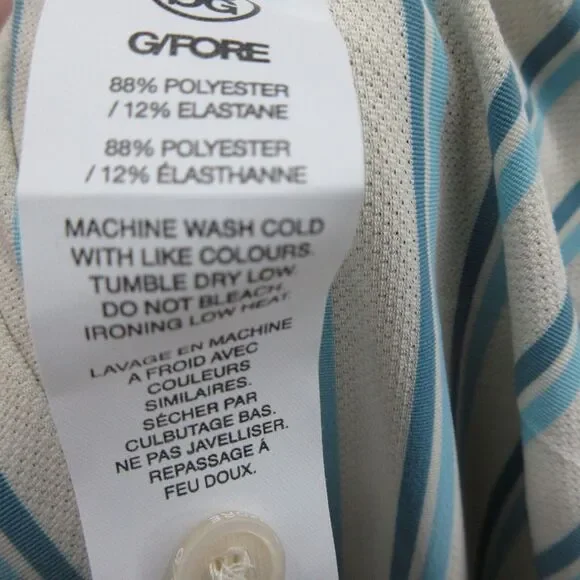 G/FORE
88% POLYESTER
/ 12% ELASTANE
88% POLYESTER
/ 12% ÉLASTHANNE
MACHINE WASH COLD
WITH LIKE COLOURS.
TUMBLE DRY LOW.
DO NOT BLEACH.
IRONING LOW HEAT.
LAVAGE EN MACHINE
A FROID AVEC
COULEURS
SIMILAIRES.
SÉCHER PAR
CULBUTAGE BAS.
NE PAS JAVELLISER.
REPASSAGE À
FEU DOUX.